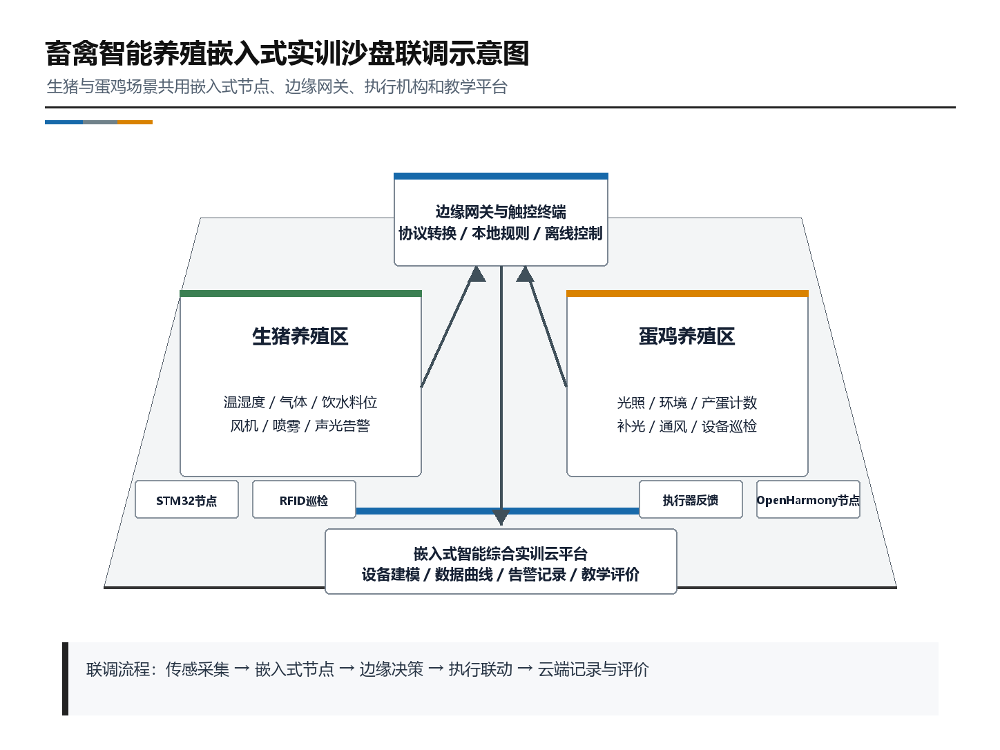 畜禽智能养殖嵌入式实训沙盘联调示意图
生猪与蛋鸡场景共用嵌入式节点、边缘网关、执行机构和教学平台
边缘网关与触控终端
协议转换 / 本地规则 / 离线控制
生猪养殖区
温湿度 / 气体 / 饮水料位
风机 / 喷雾 / 声光告警
蛋鸡养殖区
光照 / 环境 / 产蛋计数
补光 / 通风 / 设备巡检
STM32节点
RFID巡检
执行器反馈
OpenHarmony节点
嵌入式智能综合实训云平台
设备建模 / 数据曲线 / 告警记录 / 教学评价
联调流程：传感采集 → 嵌入式节点 → 边缘决策 → 执行联动 → 云端记录与评价